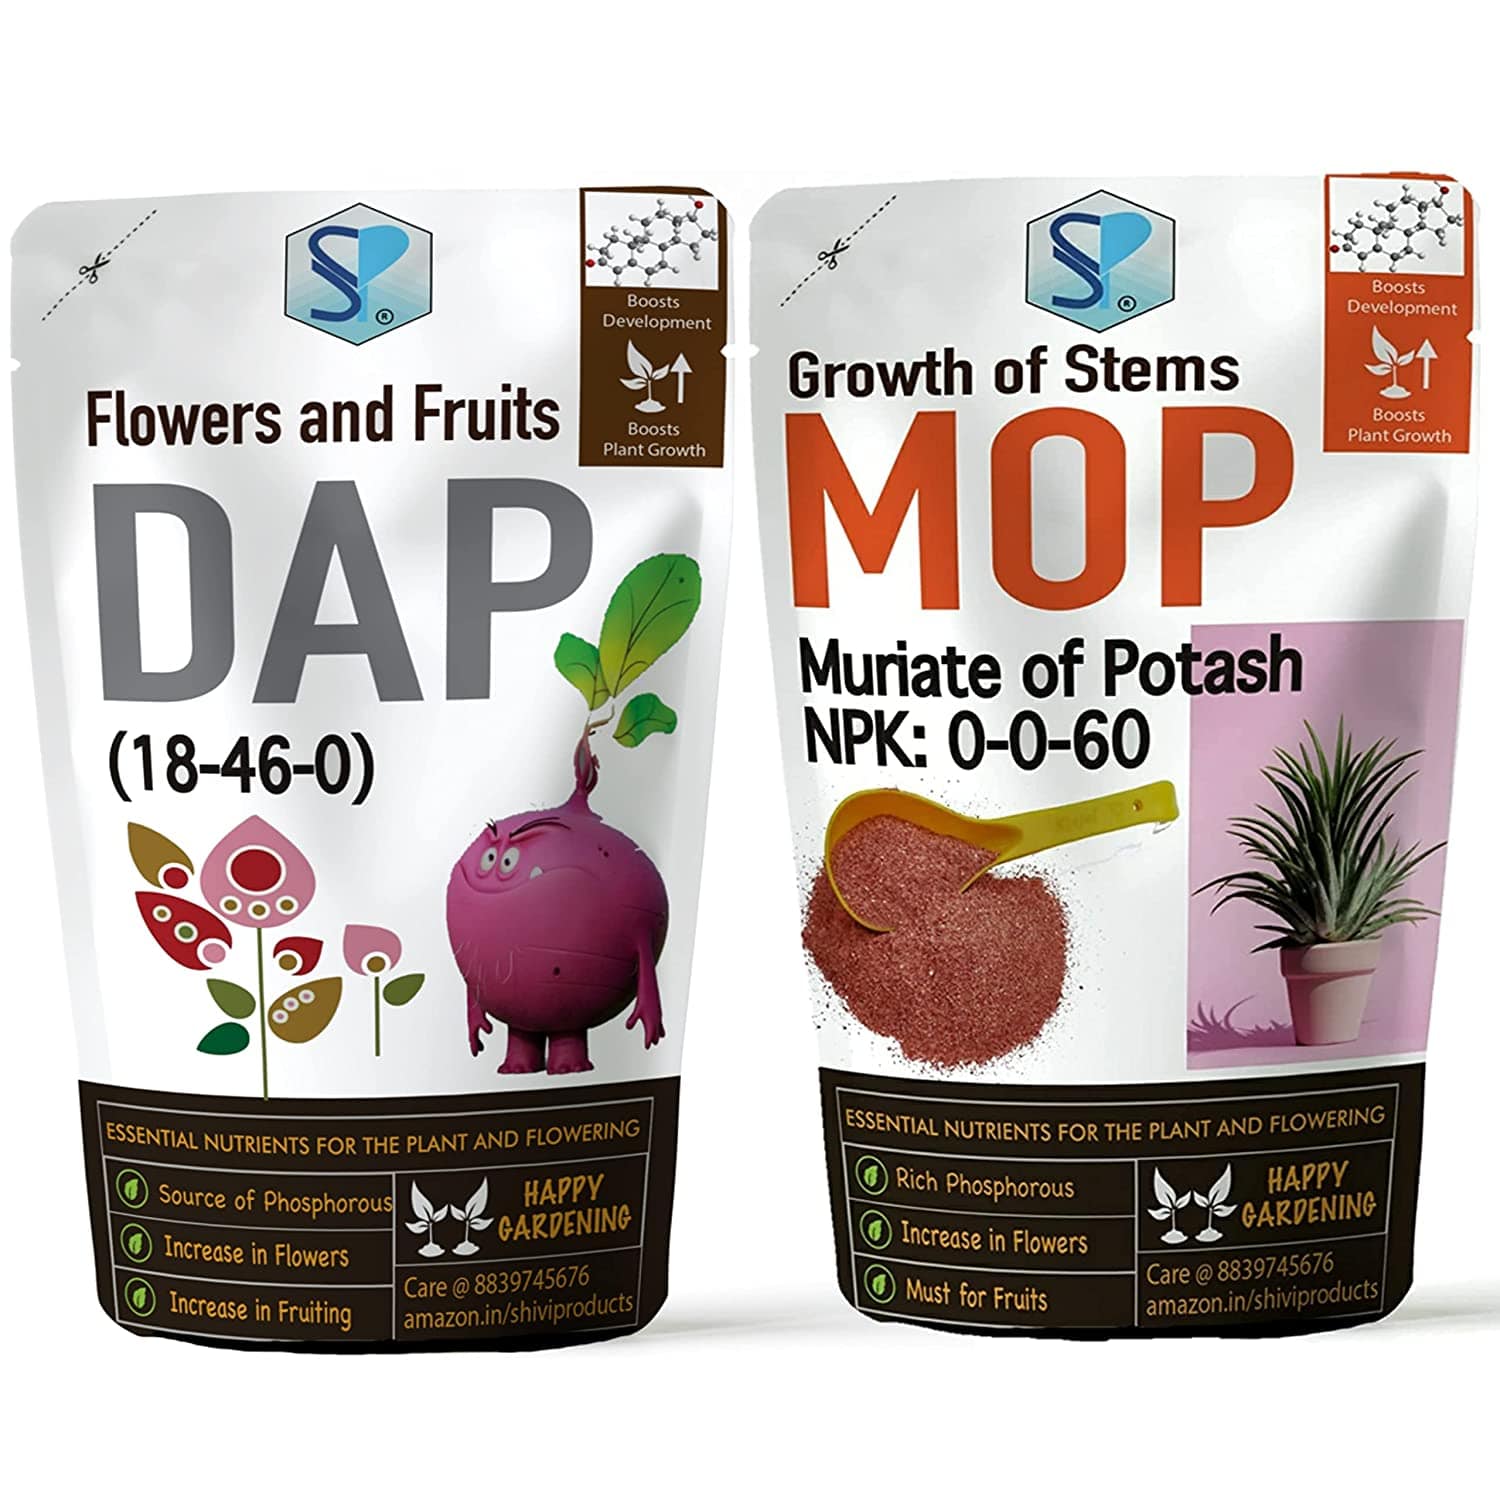 SP®
Boosts
Development
Boosts
Plant Growth
Flowers and Fruits
DAP
(18-46-0)
ESSENTIAL NUTRIENTS FOR THE PLANT AND FLOWERING
Source of Phosphorous
Increase in Flowers
Increase in Fruiting
HAPPY
GARDENING
Care @ 8839745676
amazon.in/shiviproducts
SP®
Boosts
Development
Boosts
Plant Growth
Growth of Stems
MOP
Muriate of Potash
NPK: 0-0-60
ESSENTIAL NUTRIENTS FOR THE PLANT AND FLOWERING
Rich Phosphorous
Increase in Flowers
Must for Fruits
HAPPY
GARDENING
Care @ 8839745676
amazon.in/shiviproducts